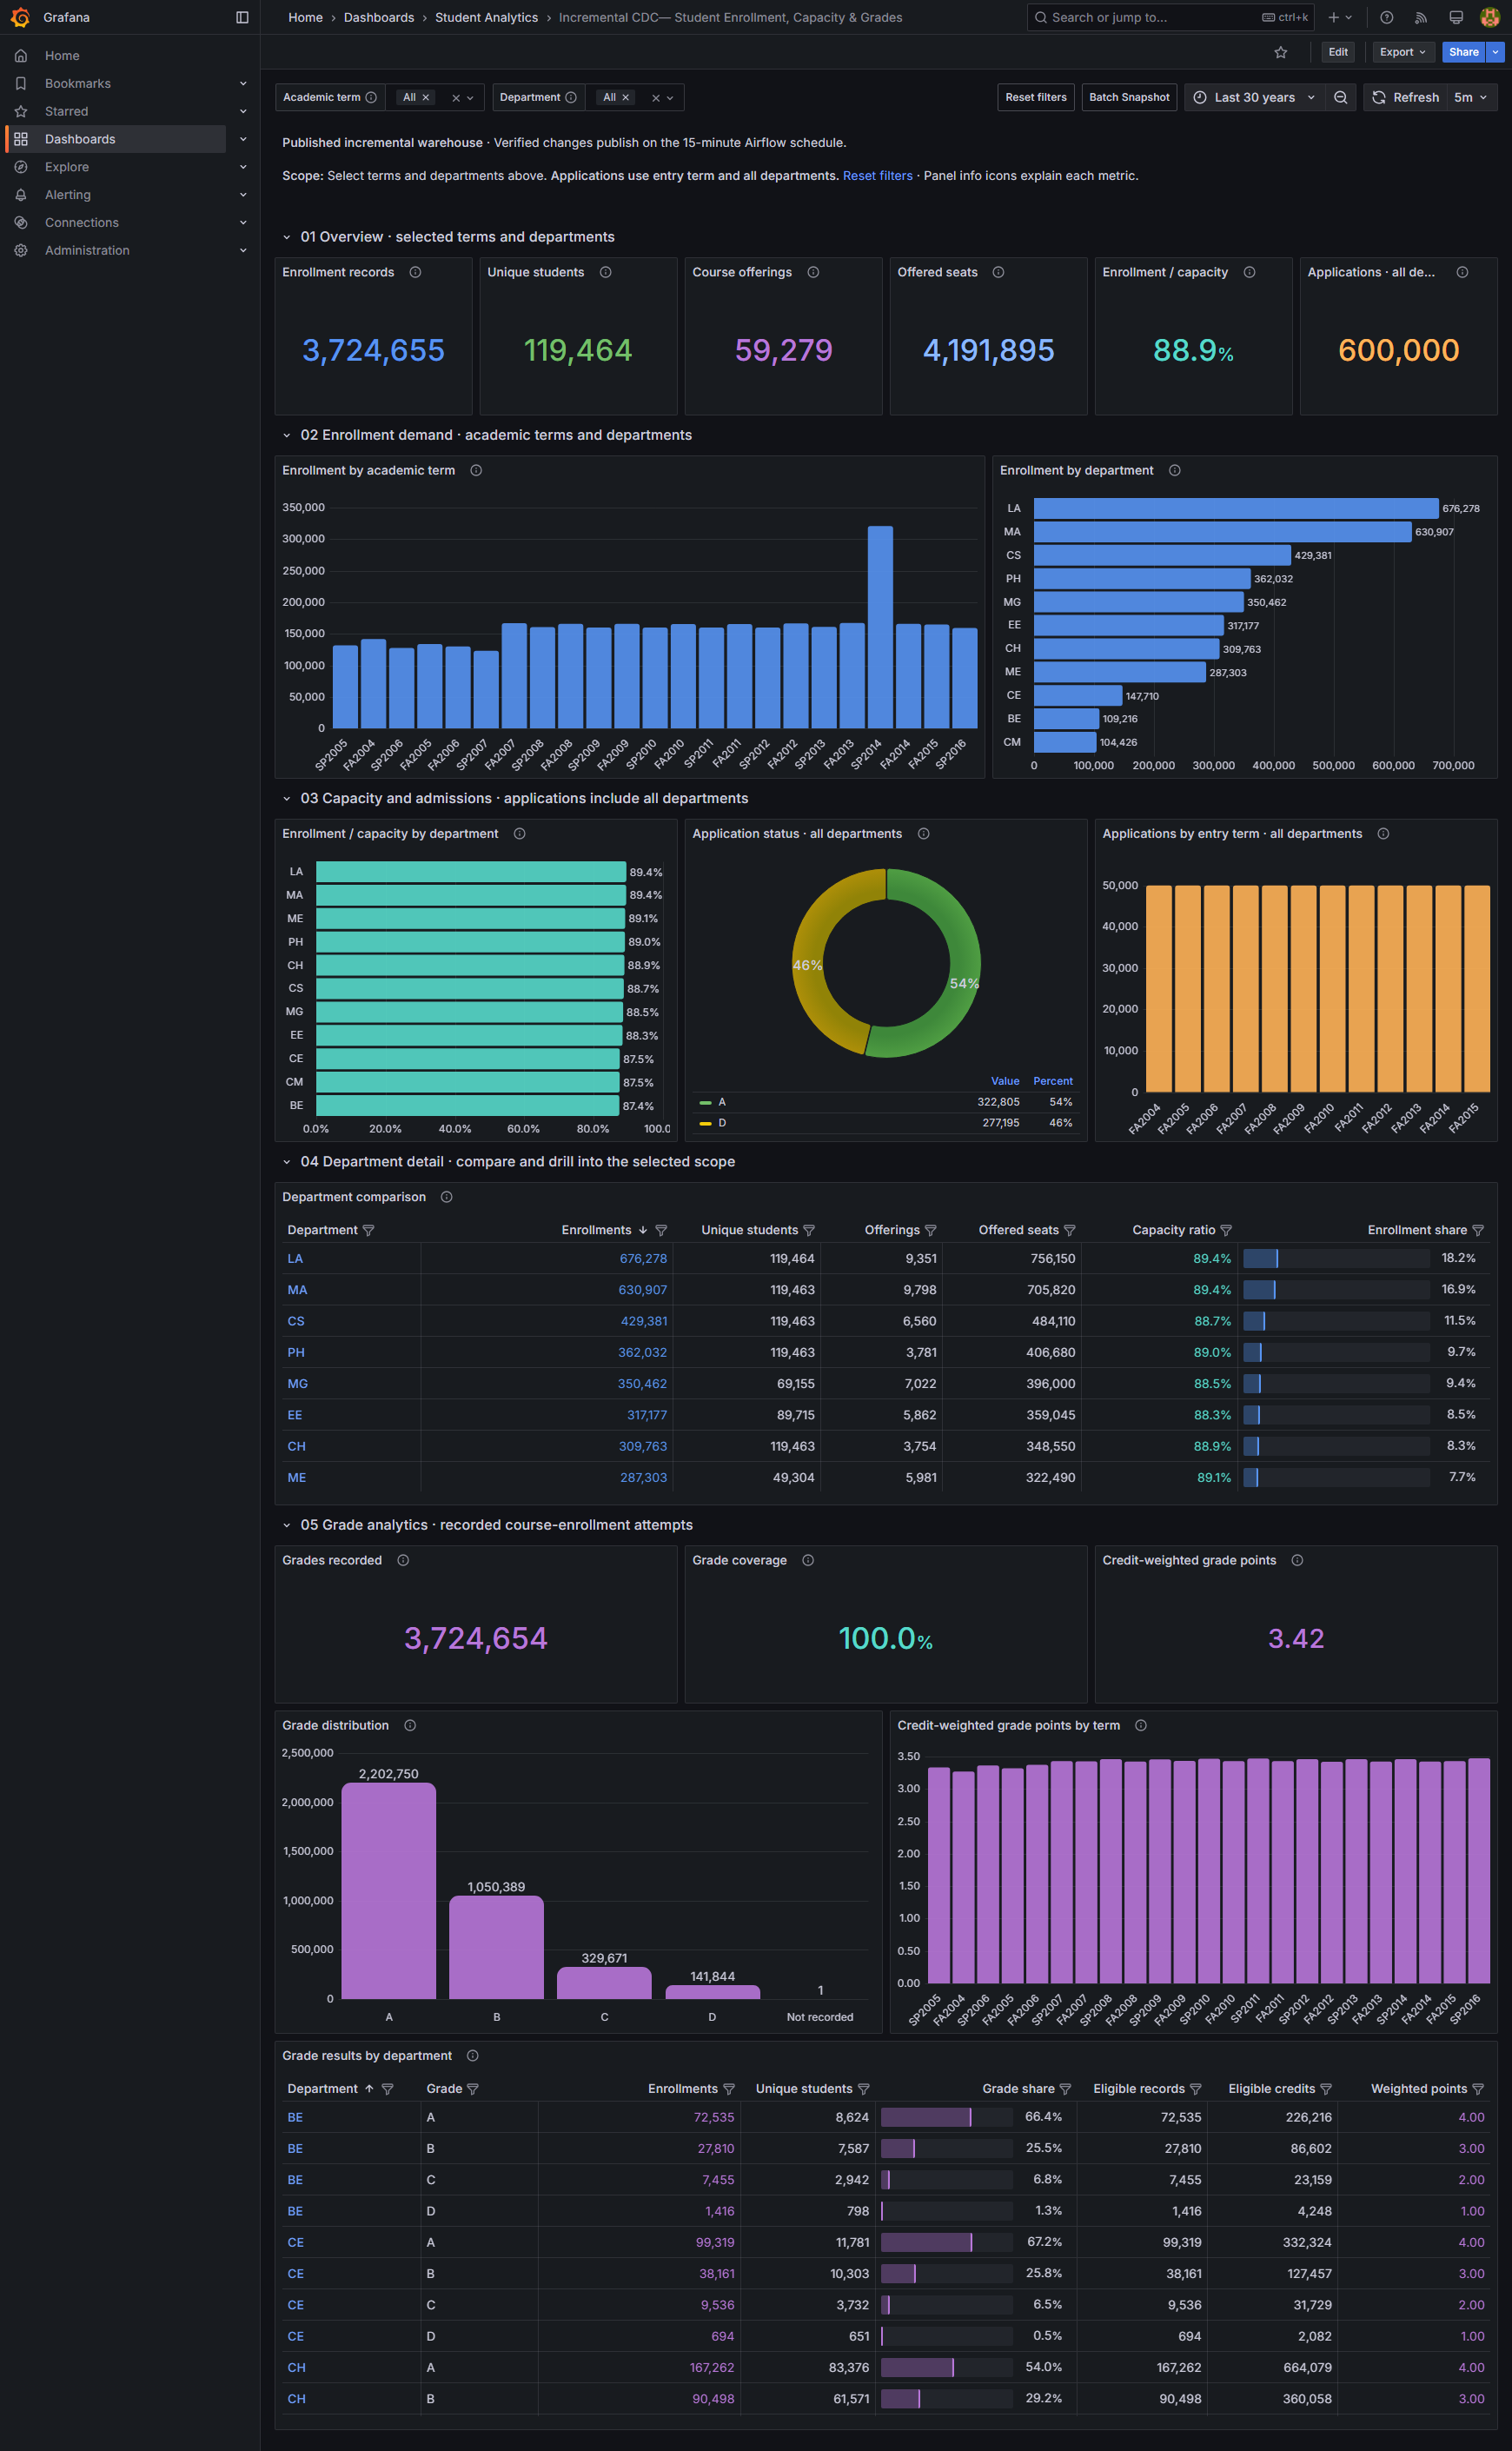 Grafana
Home › Dashboards › Student Analytics › Incremental CDC— Student Enrollment, Capacity & Grades
Search or jump to... ctrl+k
Home
Bookmarks
Starred
Dashboards
Explore
Alerting
Connections
Administration
Edit Export Share
Academic term All Department All Reset filters Batch Snapshot Last 30 years Refresh 5m
Published incremental warehouse · Verified changes publish on the 15-minute Airflow schedule.
Scope: Select terms and departments above. Applications use entry term and all departments. Reset filters · Panel info icons explain each metric.
01 Overview · selected terms and departments
Enrollment records
3,724,655
Unique students
119,464
Course offerings
59,279
Offered seats
4,191,895
Enrollment / capacity
88.9%
Applications · all de...
600,000
02 Enrollment demand · academic terms and departments
Enrollment by academic term
350,000
300,000
250,000
200,000
150,000
100,000
50,000
0
SP2005 FA2004 SP2006 FA2005 FA2006 SP2007 FA2007 SP2008 FA2008 SP2009 FA2009 SP2010 FA2010 SP2011 FA2011 SP2012 FA2012 SP2013 FA2013 SP2014 FA2014 FA2015 SP2016
Enrollment by department
LA 676,278
MA 630,907
CS 429,381
PH 362,032
MG 350,462
EE 317,177
CH 309,763
ME 287,303
CE 147,710
BE 109,216
CM 104,426
0 100,000 200,000 300,000 400,000 500,000 600,000 700,000
03 Capacity and admissions · applications include all departments
Enrollment / capacity by department
LA 89.4%
MA 89.4%
ME 89.1%
PH 89.0%
CH 88.9%
CS 88.7%
MG 88.5%
EE 88.3%
CE 87.5%
CM 87.5%
BE 87.4%
0.0% 20.0% 40.0% 60.0% 80.0% 100.0
Application status · all departments
46%
54%
Value Percent
A 322,805 54%
D 277,195 46%
Applications by entry term · all departments
50,000
40,000
30,000
20,000
10,000
0
FA2004 FA2005 FA2006 FA2007 FA2008 FA2009 FA2010 FA2011 FA2012 FA2013 FA2014 FA2015
04 Department detail · compare and drill into the selected scope
Department comparison
Department Enrollments Unique students Offerings Offered seats Capacity ratio Enrollment share
LA 676,278 119,464 9,351 756,150 89.4% 18.2%
MA 630,907 119,463 9,798 705,820 89.4% 16.9%
CS 429,381 119,463 6,560 484,110 88.7% 11.5%
PH 362,032 119,463 3,781 406,680 89.0% 9.7%
MG 350,462 69,155 7,022 396,000 88.5% 9.4%
EE 317,177 89,715 5,862 359,045 88.3% 8.5%
CH 309,763 119,463 3,754 348,550 88.9% 8.3%
ME 287,303 49,304 5,981 322,490 89.1% 7.7%
05 Grade analytics · recorded course-enrollment attempts
Grades recorded
3,724,654
Grade coverage
100.0%
Credit-weighted grade points
3.42
Grade distribution
2,500,000
2,000,000
1,500,000
1,000,000
500,000
0
2,202,750
1,050,389
329,671
141,844
1
A B C D Not recorded
Credit-weighted grade points by term
3.50
3.00
2.50
2.00
1.50
1.00
0.50
0.00
SP2005 FA2004 SP2006 FA2005 FA2006 SP2007 FA2007 SP2008 FA2008 SP2009 FA2009 SP2010 FA2010 SP2011 FA2011 SP2012 FA2012 SP2013 FA2013 SP2014 FA2014 FA2015 SP2016
Grade results by department
Department Grade Enrollments Unique students Grade share Eligible records Eligible credits Weighted points
BE A 72,535 8,624 66.4% 72,535 226,216 4.00
BE B 27,810 7,587 25.5% 27,810 86,602 3.00
BE C 7,455 2,942 6.8% 7,455 23,159 2.00
BE D 1,416 798 1.3% 1,416 4,248 1.00
CE A 99,319 11,781 67.2% 99,319 332,324 4.00
CE B 38,161 10,303 25.8% 38,161 127,457 3.00
CE C 9,536 3,732 6.5% 9,536 31,729 2.00
CE D 694 651 0.5% 694 2,082 1.00
CH A 167,262 83,376 54.0% 167,262 664,079 4.00
CH B 90,498 61,571 29.2% 90,498 360,058 3.00